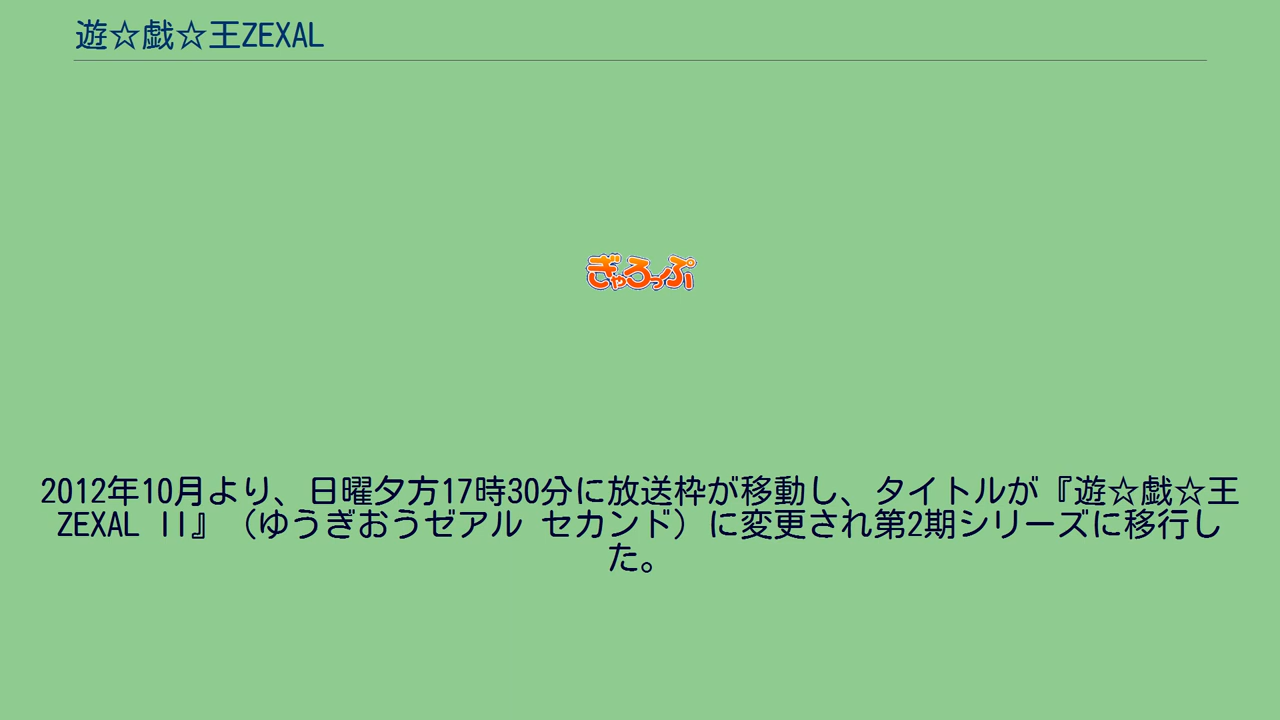 遊☆戯☆王ZEXAL
ぎゃろっぷ
2012年10月より、日曜夕方17時30分に放送枠が移動し、タイトルが『遊☆戯☆王
ZEXAL II』（ゆうぎおうゼアル セカンド）に変更され第2期シリーズに移行し
た。